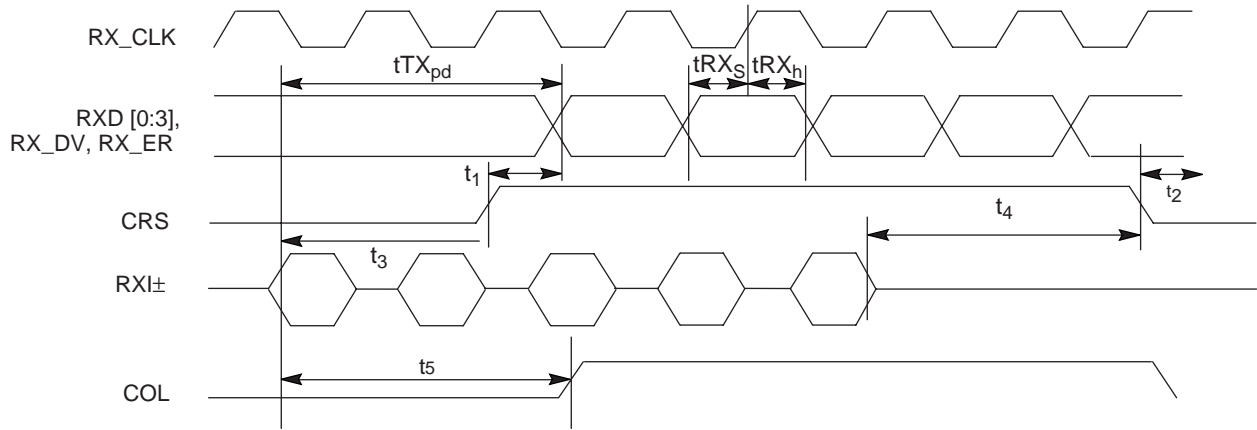 RX_CLK
tTXpd
tRXS
tRXh
RXD [0:3],
RX_DV, RX_ER
t1
t2
CRS
t4
t3
RXI±
t5
COL